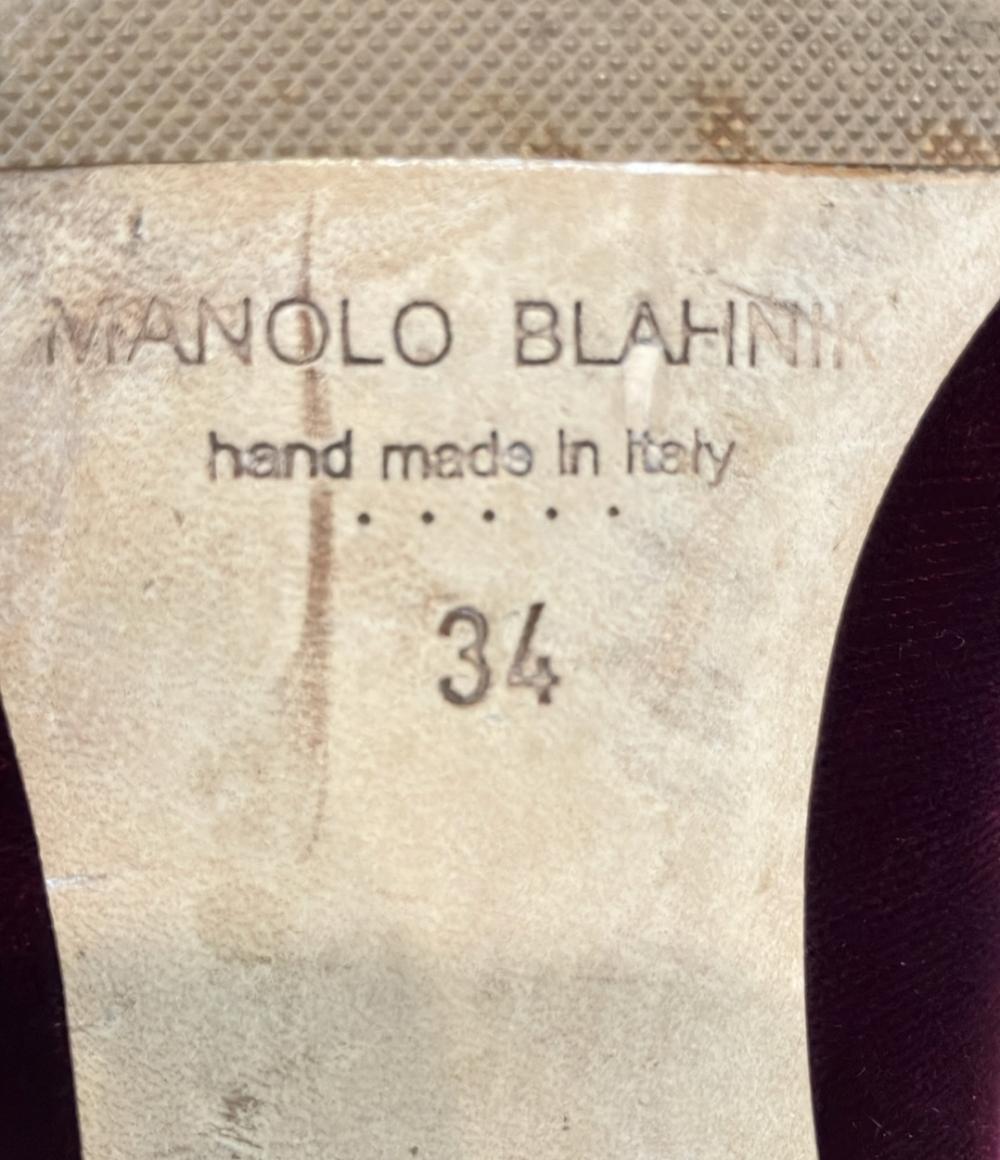 MANOLO BLAHNIK
hand made in Italy
.....
34